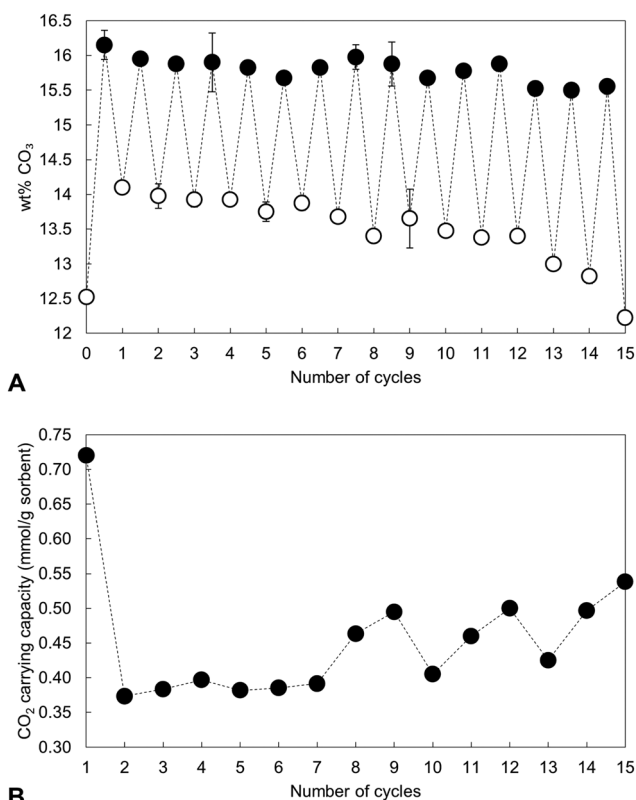 16.5
16
15.5
15
14.5
14
13.5
13
12.5
12
wt% CO₃
0 1 2 3 4 5 6 7 8 9 10 11 12 13 14 15
Number of cycles
A
0.75
0.70
0.65
0.60
0.55
0.50
0.45
0.40
0.35
0.30
CO₂ carrying capacity (mmol/g sorbent)
1 2 3 4 5 6 7 8 9 10 11 12 13 14 15
Number of cycles
B